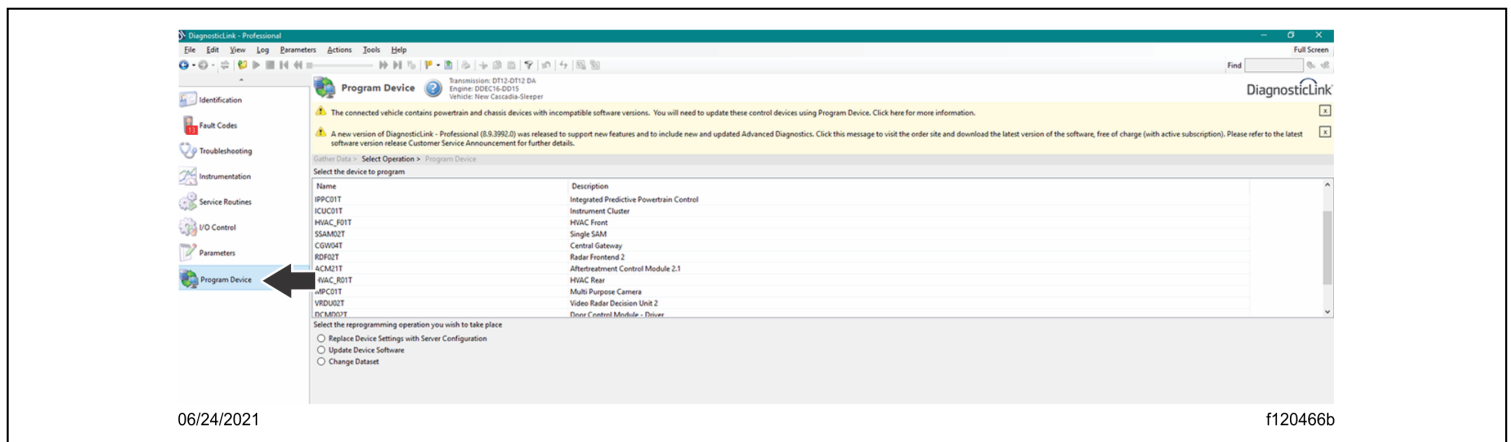 DiagnosticLink - Professional
File Edit View Log Parameters Actions Tools Help
Full Screen
Find
Identification
Fault Codes
13
Troubleshooting
Instrumentation
Service Routines
I/O Control
Parameters
Program Device
Program Device
Transmission: DT12-DT12 DA
Engine: DDEC16-DD15
Vehicle: New Cascadia-Sleeper
DiagnosticLink
The connected vehicle contains powertrain and chassis devices with incompatible software versions. You will need to update these control devices using Program Device. Click here for more information.
A new version of DiagnosticLink - Professional (8.9.3992.0) was released to support new features and to include new and updated Advanced Diagnostics. Click this message to visit the order site and download the latest version of the software, free of charge (with active subscription). Please refer to the latest
software version release Customer Service Announcement for further details.
Gather Data > Select Operation > Program Device
Select the device to program
Name Description
IPPC01T Integrated Predictive Powertrain Control
ICUC01T Instrument Cluster
HVAC_F01T HVAC Front
SSAM02T Single SAM
CGW04T Central Gateway
RDF02T Radar Frontend 2
ACM21T Aftertreatment Control Module 2.1
HVAC_R01T HVAC Rear
MPC01T Multi Purpose Camera
VRDU02T Video Radar Decision Unit 2
DCMD02T Door Control Module - Driver
Select the reprogramming operation you wish to take place
Replace Device Settings with Server Configuration
Update Device Software
Change Dataset
06/24/2021
f120466b